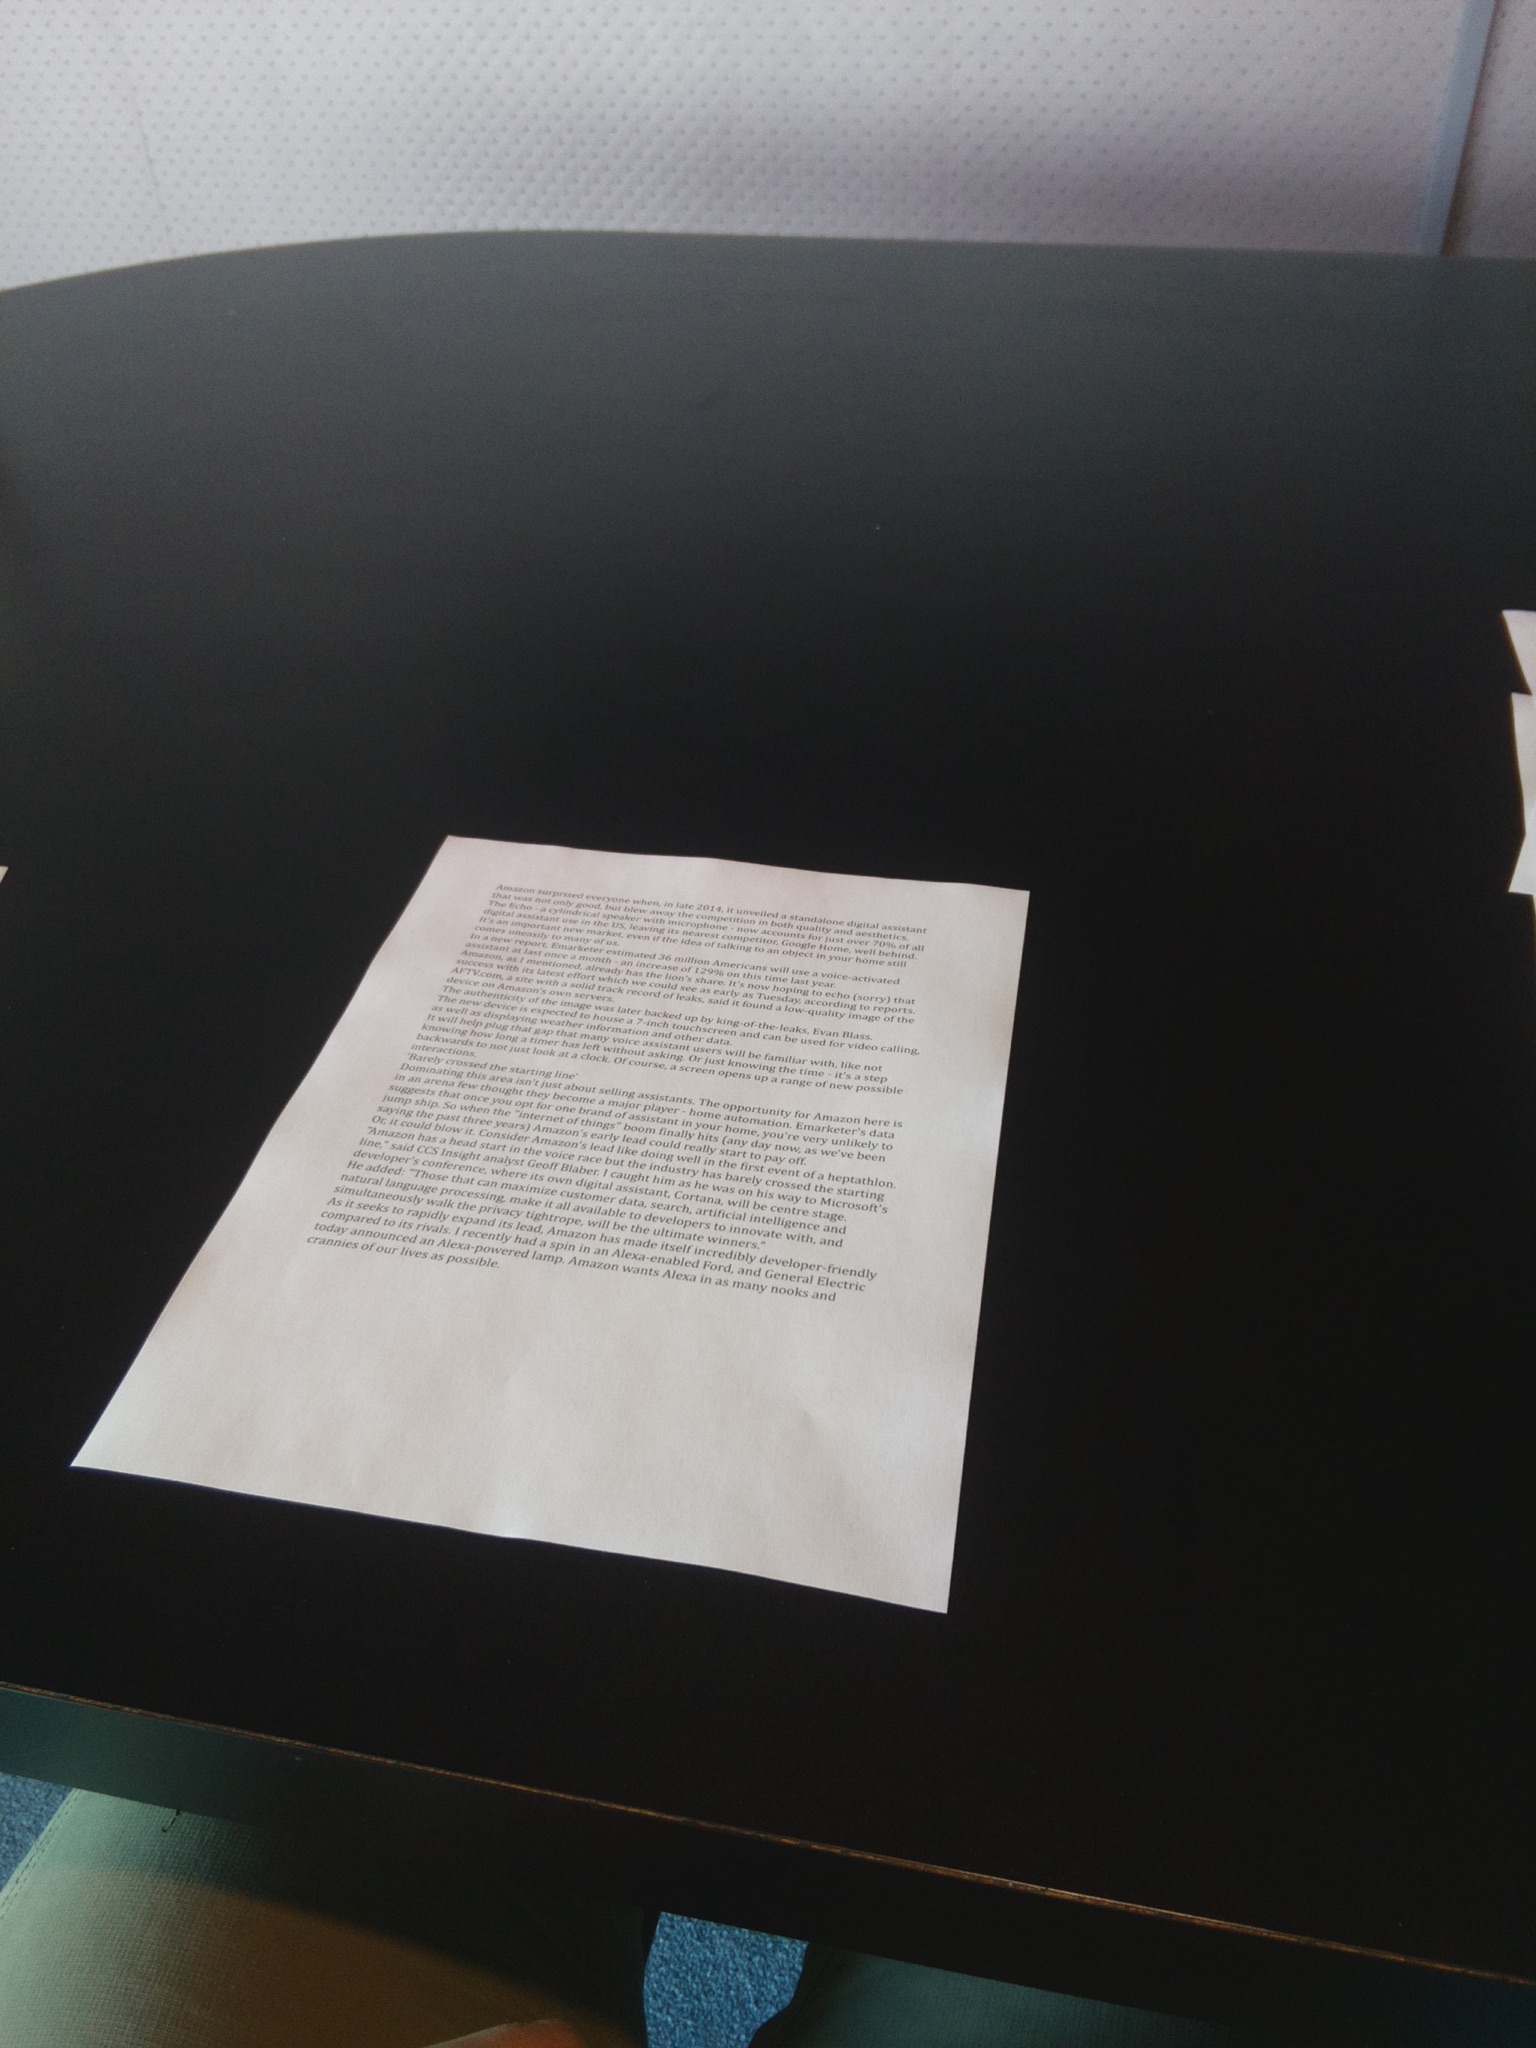 Amazon surprised everyone when, in late 2014, it unveiled a standalone digital assistant
that was not only good, but blew away the competition in both quality and aesthetics.
The Echo - a cylindrical speaker with microphone - now accounts for just over 70% of all
digital assistant use in the US, leaving its nearest competitor, Google Home, well behind.
It's an important new market, even if the idea of talking to an object in your home still
comes uneasily to many of us.
In a new report, Emarketer estimated 36 million Americans will use a voice-activated
assistant at last once a month - an increase of 129% on this time last year.
Amazon, as I mentioned, already has the lion's share. It's now hoping to echo (sorry) that
success with its latest effort which we could see as early as Tuesday, according to reports.
AFTV.com, a site with a solid track record of leaks, said it found a low-quality image of the
device on Amazon's own servers.
The authenticity of the image was later backed up by king-of-the-leaks, Evan Blass.
The new device is expected to house a 7-inch touchscreen and can be used for video calling,
as well as displaying weather information and other data.
It will help plug that gap that many voice assistant users will be familiar with, like not
knowing how long a timer has left without asking. Or just knowing the time - it's a step
backwards to not just look at a clock. Of course, a screen opens up a range of new possible
interactions.
'Barely crossed the starting line'
Dominating this area isn't just about selling assistants. The opportunity for Amazon here is
in an arena few thought they become a major player - home automation. Emarketer's data
suggests that once you opt for one brand of assistant in your home, you're very unlikely to
jump ship. So when the "internet of things" boom finally hits (any day now, as we've been
saying the past three years) Amazon's early lead could really start to pay off.
Or, it could blow it. Consider Amazon's lead like doing well in the first event of a heptathlon.
"Amazon has a head start in the voice race but the industry has barely crossed the starting
line," said CCS Insight analyst Geoff Blaber. I caught him as he was on his way to Microsoft's
developer's conference, where its own digital assistant, Cortana, will be centre stage.
He added: "Those that can maximize customer data, search, artificial intelligence and
natural language processing, make it all available to developers to innovate with, and
simultaneously walk the privacy tightrope, will be the ultimate winners."
As it seeks to rapidly expand its lead, Amazon has made itself incredibly developer-friendly
compared to its rivals. I recently had a spin in an Alexa-enabled Ford, and General Electric
today announced an Alexa-powered lamp. Amazon wants Alexa in as many nooks and
crannies of our lives as possible.